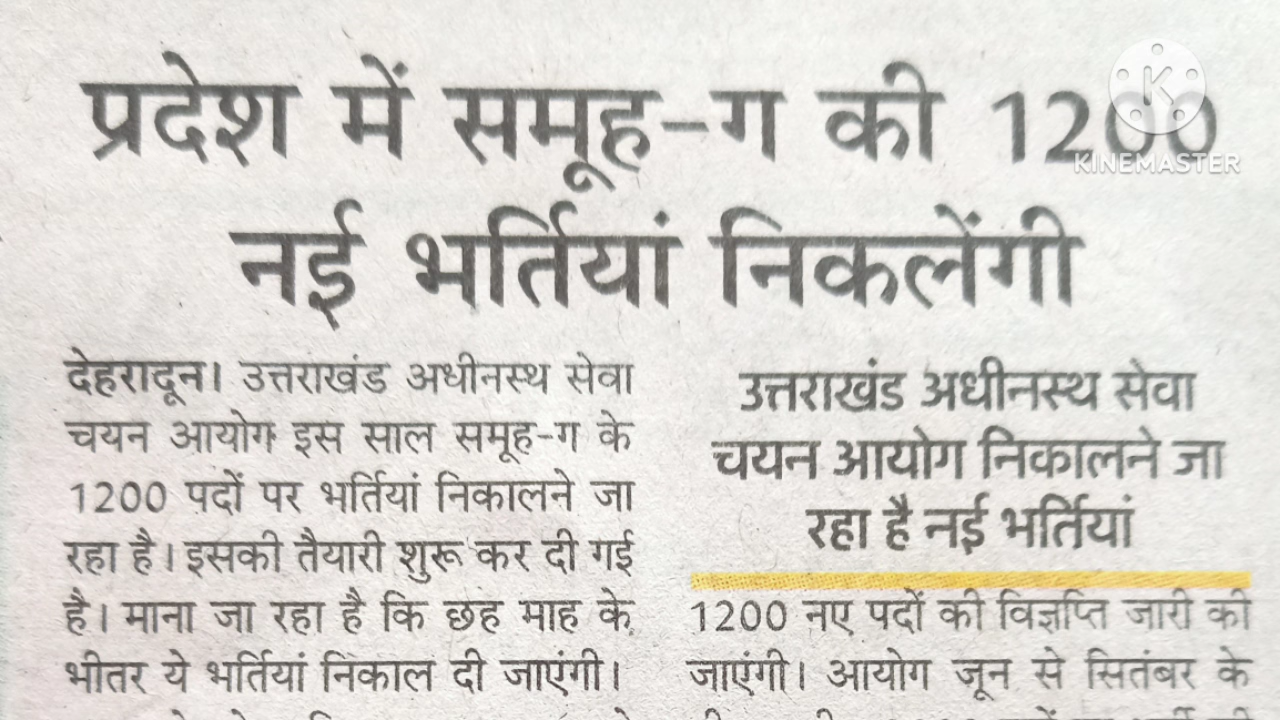 प्रदेश में समूह-ग की 1200
नई भर्तियां निकलेंगी
KINEMASTER
देहरादून। उत्तराखंड अधीनस्थ सेवा
चयन आयोग इस साल समूह-ग के
1200 पदों पर भर्तियां निकालने जा
रहा है। इसकी तैयारी शुरू कर दी गई
है। माना जा रहा है कि छह माह के
भीतर ये भर्तियां निकाल दी जाएंगी।
उत्तराखंड अधीनस्थ सेवा
चयन आयोग निकालने जा
रहा है नई भर्तियां
1200 नए पदों की विज्ञप्ति जारी की
जाएंगी। आयोग जून से सितंबर के